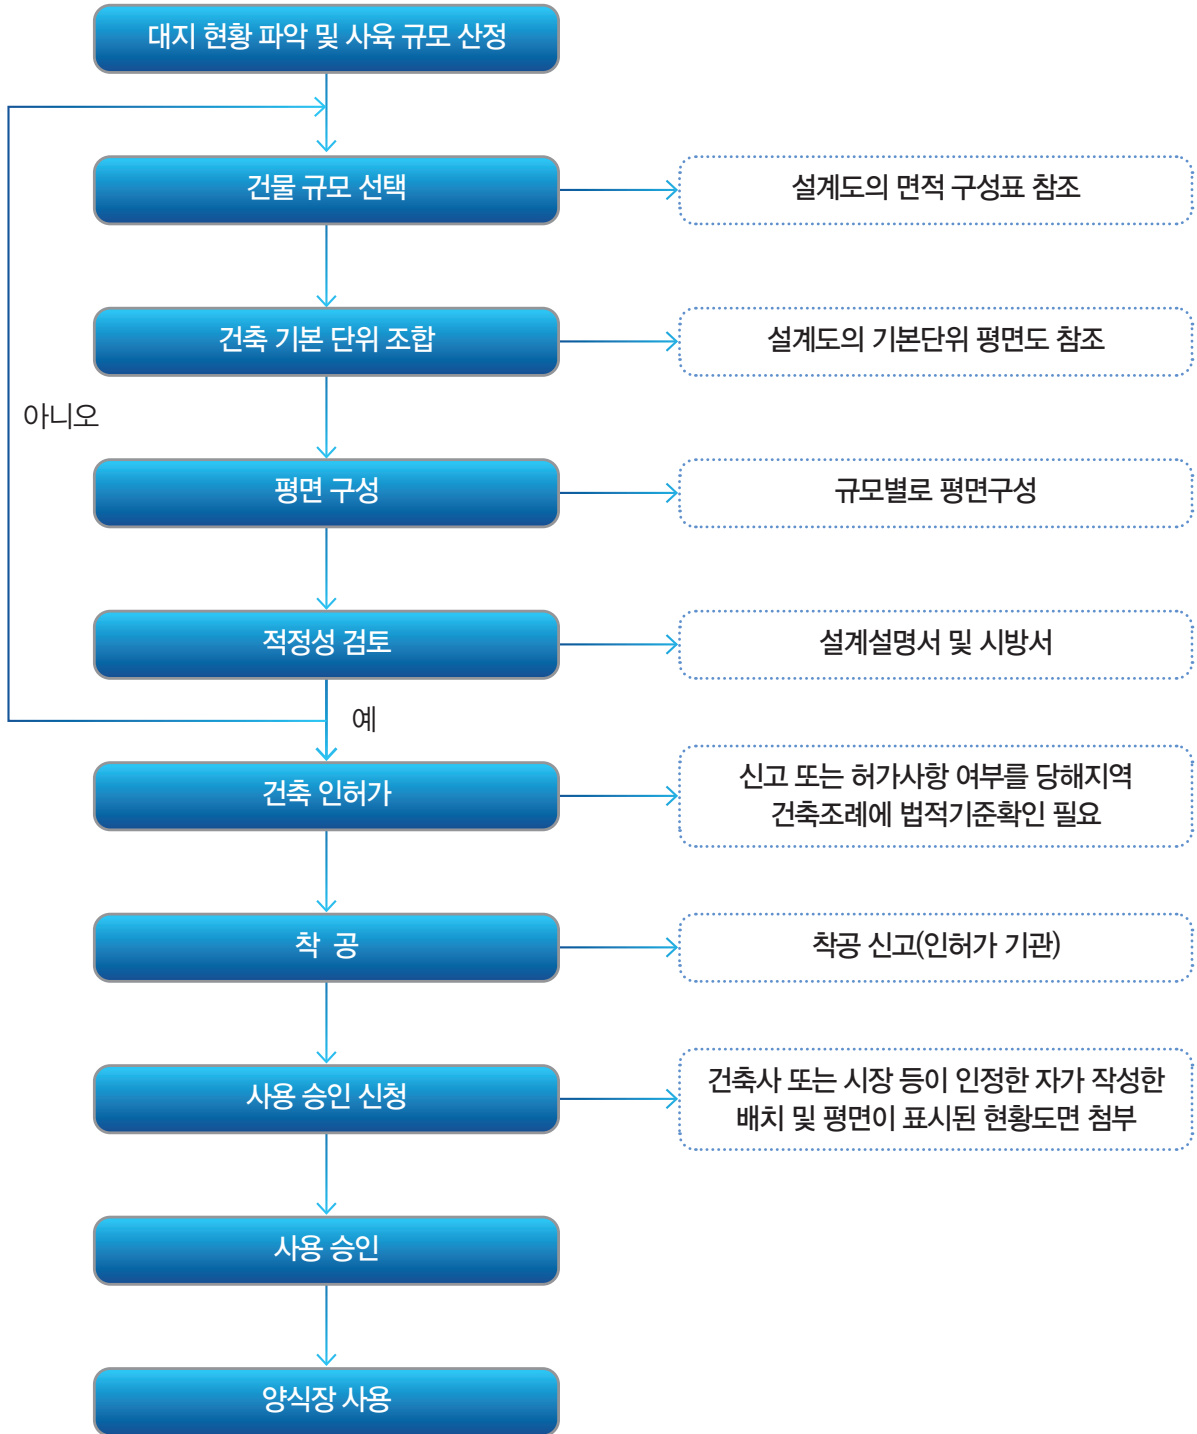 대지 현황 파악 및 사육 규모 산정
건물 규모 선택
설계도의 면적 구성표 참조
건축 기본 단위 조합
설계도의 기본단위 평면도 참조
아니오
평면 구성
규모별로 평면구성
적정성 검토
설계설명서 및 시방서
예
건축 인허가
신고 또는 허가사항 여부를 당해지역
건축조례에 법적기준확인 필요
착 공
착공 신고(인허가 기관)
사용 승인 신청
건축사 또는 시장 등이 인정한 자가 작성한
배치 및 평면이 표시된 현황도면 첨부
사용 승인
양식장 사용